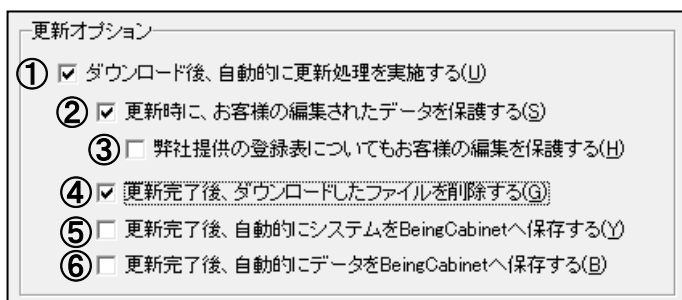 更新オプション
① ダウンロード後、自動的に更新処理を実施する(U)
② 更新時に、お客様の編集されたデータを保護する(S)
③ 弊社提供の登録表についてもお客様の編集を保護する(H)
④ 更新完了後、ダウンロードしたファイルを削除する(G)
⑤ 更新完了後、自動的にシステムをBeingCabinetへ保存する(Y)
⑥ 更新完了後、自動的にデータをBeingCabinetへ保存する(B)